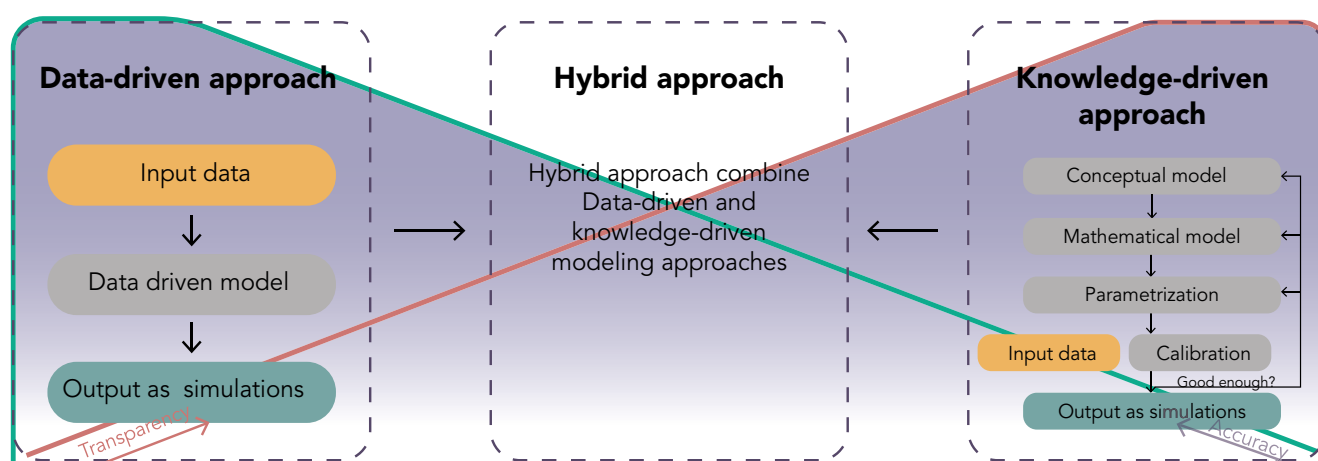 Data-driven approach
Input data
Data driven model
Output as simulations
Transparency
Hybrid approach
Hybrid approach combine
Data-driven and
knowledge-driven
modeling approaches
Knowledge-driven
approach
Conceptual model
Mathematical model
Parametrization
Input data
Calibration
Good enough?
Output as simulations
Accuracy